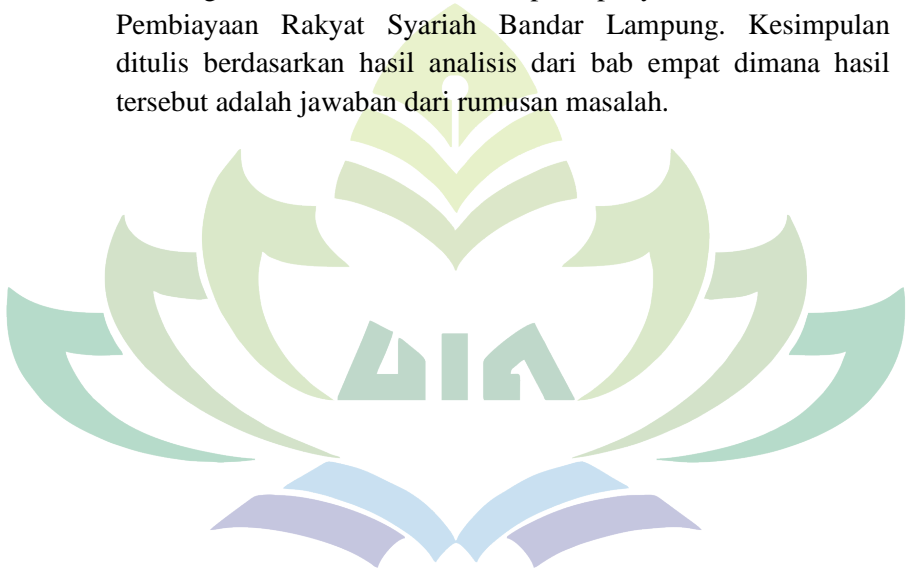 Pembiayaan Rakyat Syariah Bandar Lampung. Kesimpulan
ditulis berdasarkan hasil analisis dari bab empat dimana hasil
tersebut adalah jawaban dari rumusan masalah.
UIN